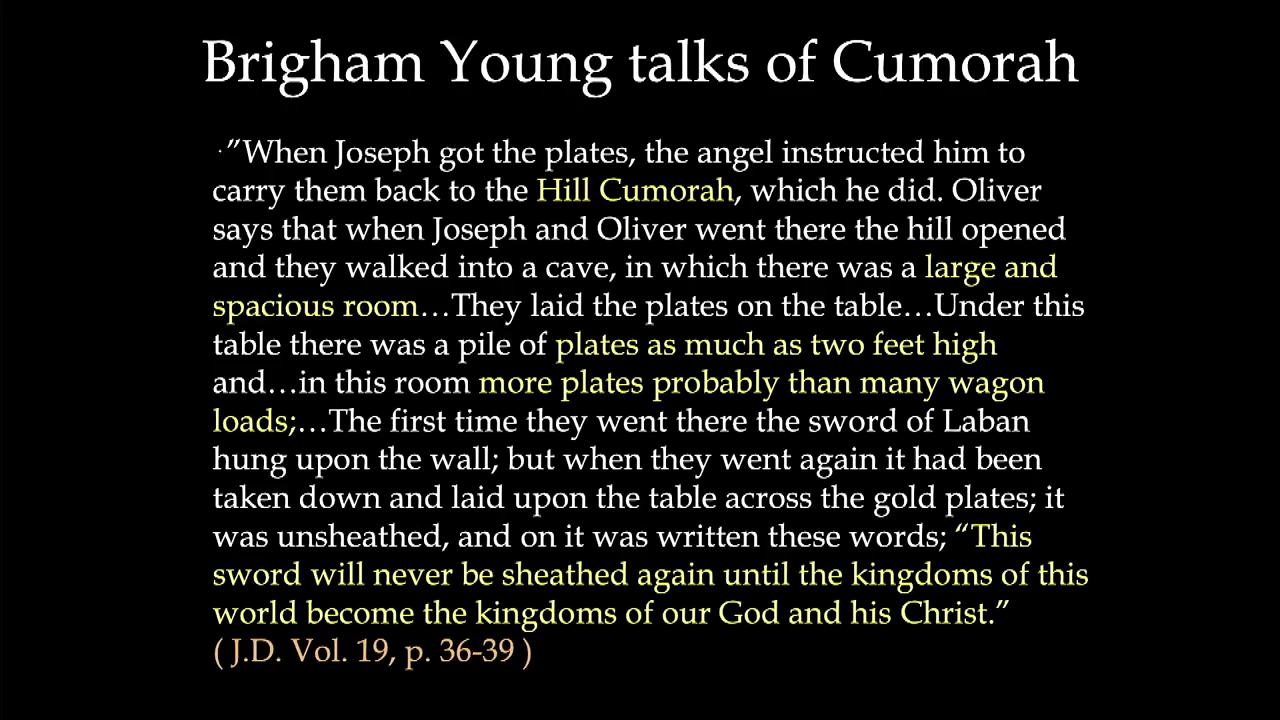 Brigham Young talks of Cumorah
·”When Joseph got the plates, the angel instructed him to
carry them back to the Hill Cumorah, which he did. Oliver
says that when Joseph and Oliver went there the hill opened
and they walked into a cave, in which there was a large and
spacious room…They laid the plates on the table…Under this
table there was a pile of plates as much as two feet high
and…in this room more plates probably than many wagon
loads;…The first time they went there the sword of Laban
hung upon the wall; but when they went again it had been
taken down and laid upon the table across the gold plates; it
was unsheathed, and on it was written these words; “This
sword will never be sheathed again until the kingdoms of this
world become the kingdoms of our God and his Christ.”
( J.D. Vol. 19, p. 36-39 )